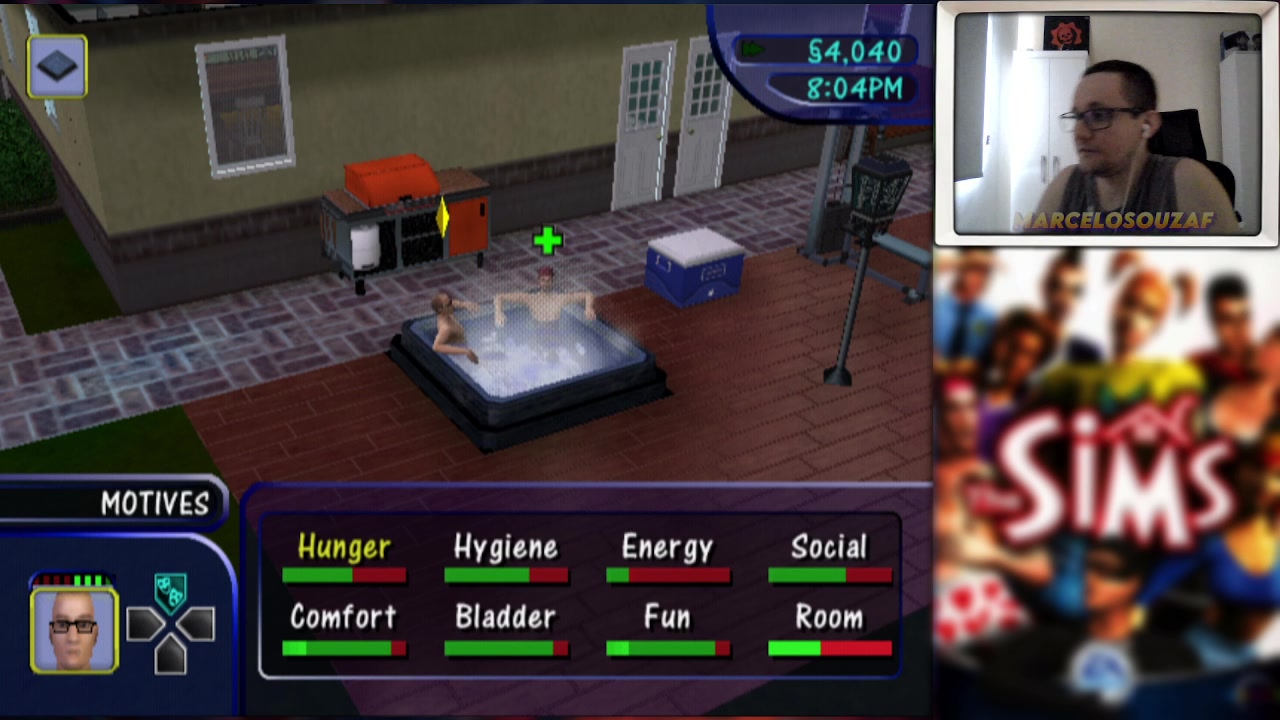 §4,040
8:04PM
MARCELOSOUZAF
MOTIVES
Hunger Hygiene Energy Social
Comfort Bladder Fun Room
The SIMS